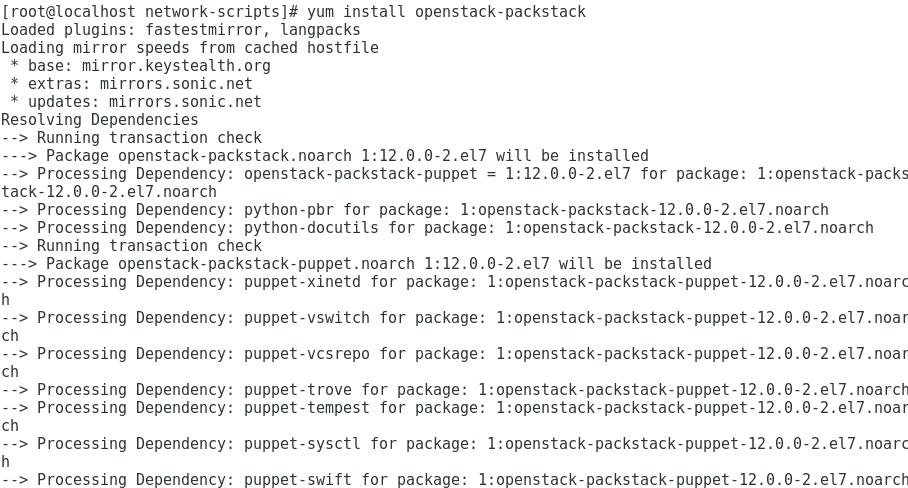 [root@localhost network-scripts]# yum install openstack-packstack
Loaded plugins: fastestmirror, langpacks
Loading mirror speeds from cached hostfile
 * base: mirror.keystealth.org
 * extras: mirrors.sonic.net
 * updates: mirrors.sonic.net
Resolving Dependencies
--> Running transaction check
---> Package openstack-packstack.noarch 1:12.0.0-2.el7 will be installed
--> Processing Dependency: openstack-packstack-puppet = 1:12.0.0-2.el7 for package: 1:openstack-packs
tack-12.0.0-2.el7.noarch
--> Processing Dependency: python-pbr for package: 1:openstack-packstack-12.0.0-2.el7.noarch
--> Processing Dependency: python-docutils for package: 1:openstack-packstack-12.0.0-2.el7.noarch
--> Running transaction check
---> Package openstack-packstack-puppet.noarch 1:12.0.0-2.el7 will be installed
--> Processing Dependency: puppet-xinetd for package: 1:openstack-packstack-puppet-12.0.0-2.el7.noarc
h
--> Processing Dependency: puppet-vswitch for package: 1:openstack-packstack-puppet-12.0.0-2.el7.noar
ch
--> Processing Dependency: puppet-vcsrepo for package: 1:openstack-packstack-puppet-12.0.0-2.el7.noar
ch
--> Processing Dependency: puppet-trove for package: 1:openstack-packstack-puppet-12.0.0-2.el7.noarch
--> Processing Dependency: puppet-tempest for package: 1:openstack-packstack-puppet-12.0.0-2.el7.noar
ch
--> Processing Dependency: puppet-sysctl for package: 1:openstack-packstack-puppet-12.0.0-2.el7.noarc
h
--> Processing Dependency: puppet-swift for package: 1:openstack-packstack-puppet-12.0.0-2.el7.noarch